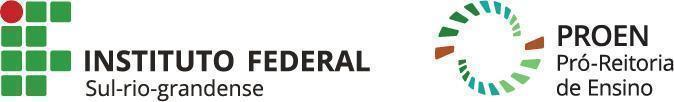 INSTITUTO FEDERAL
Sul-rio-grandense
PROEN
Pró-Reitoria
de Ensino